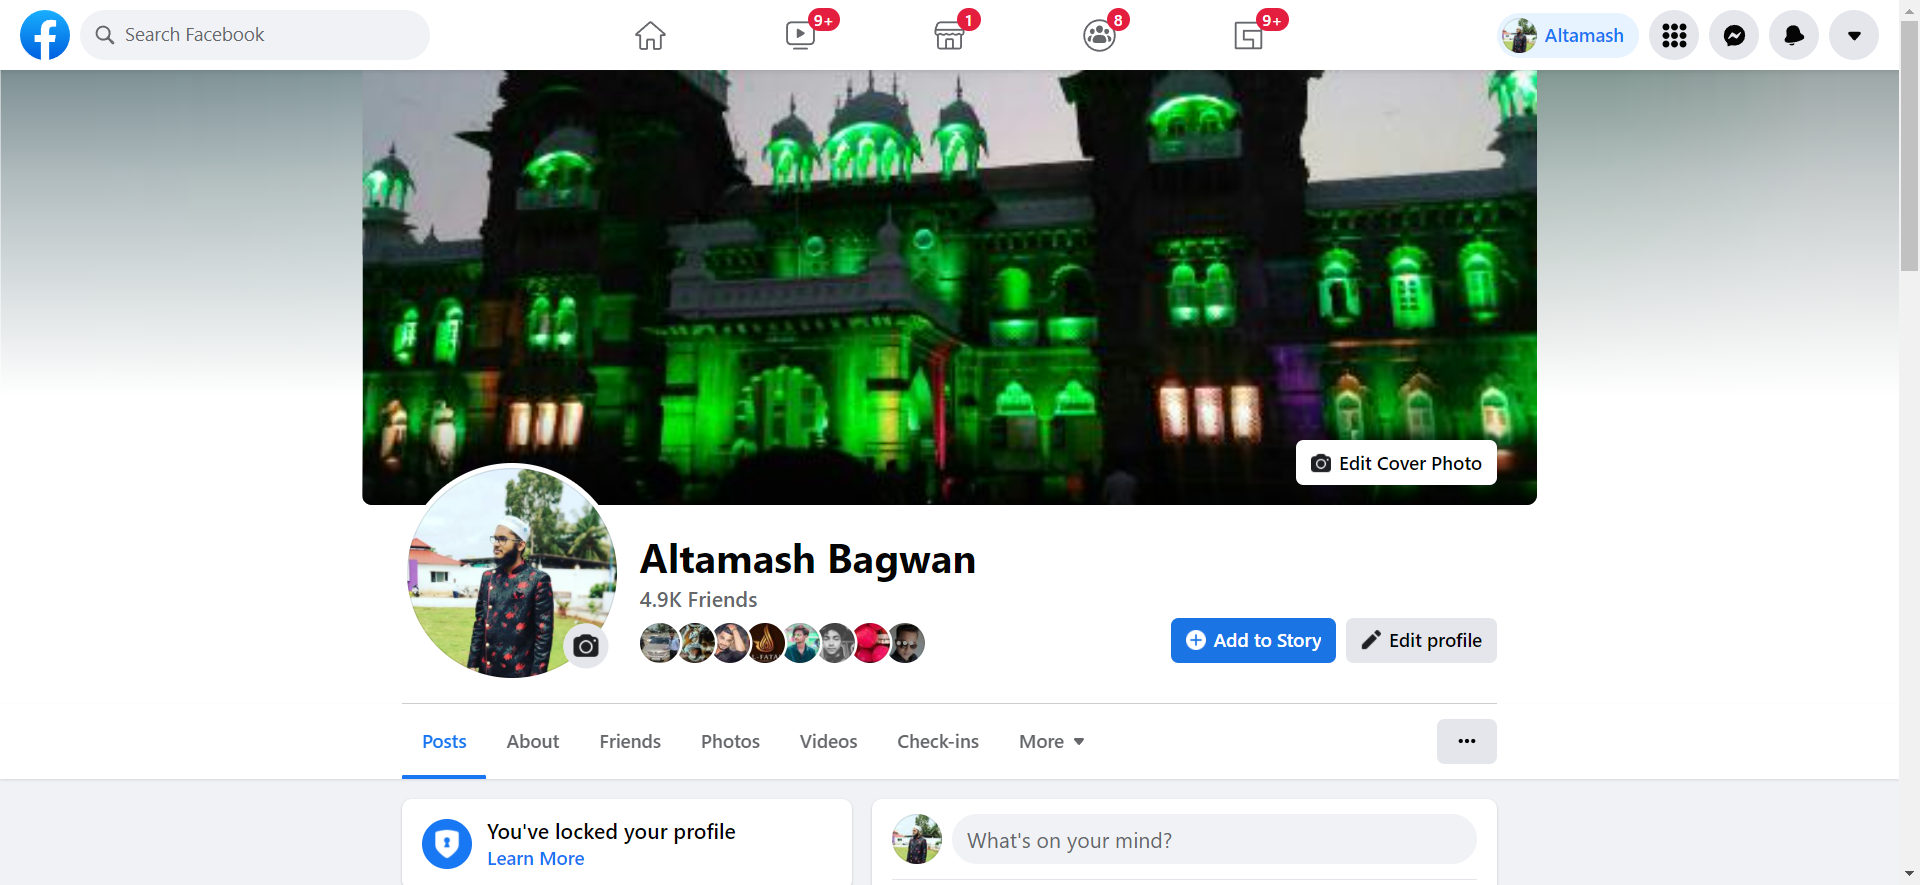 Search Facebook
9+
1
8
9+
Altamash
Edit Cover Photo
Altamash Bagwan
4.9K Friends
Add to Story
Edit profile
Posts
About
Friends
Photos
Videos
Check-ins
More
You've locked your profile
Learn More
What's on your mind?